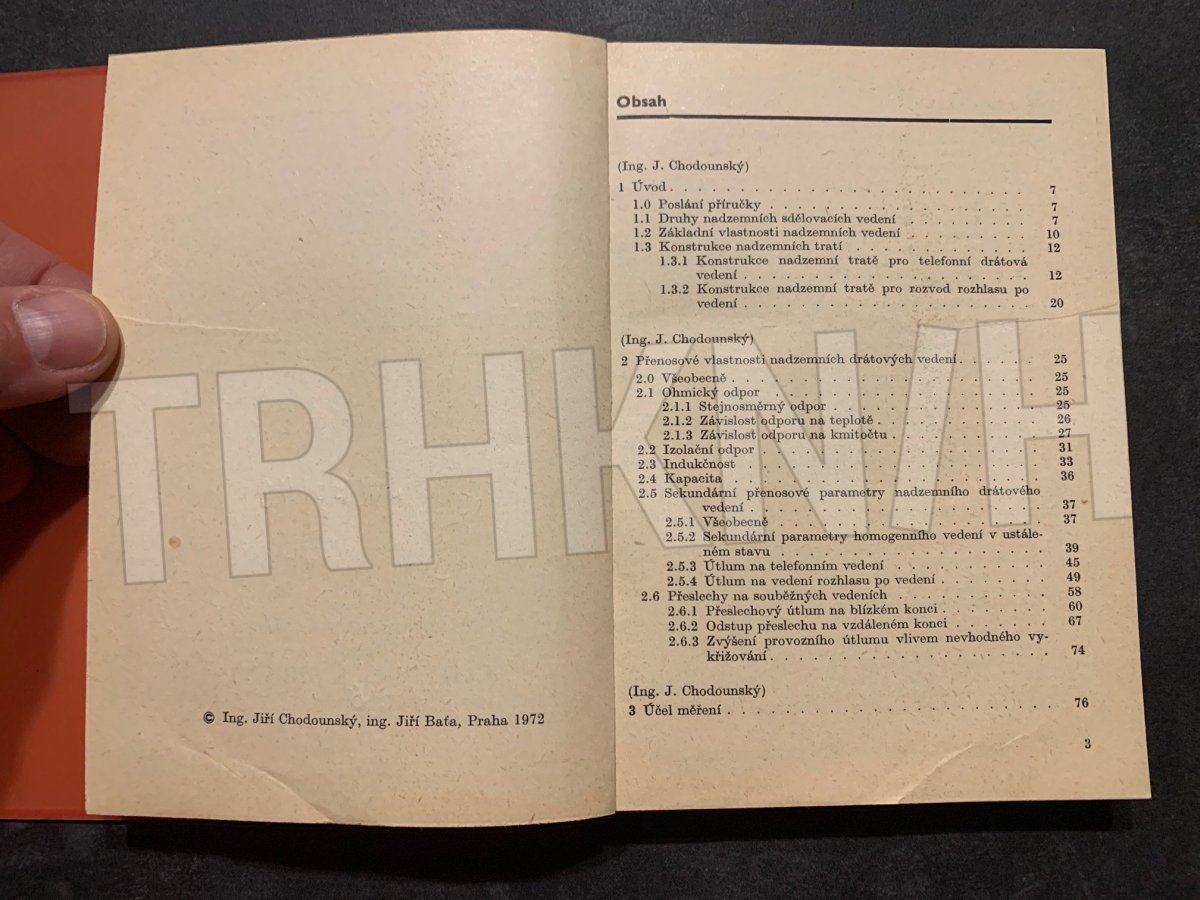 © Ing. Jiří Chodounský, ing. Jiří Baťa, Praha 1972
Obsah
(Ing. J. Chodounský)
1 Úvod . . . . . . . . . . . . . . . . . . . . . . . . 7
1.0 Poslání příručky . . . . . . . . . . . . . . . . . . 7
1.1 Druhy nadzemních sdělovacích vedení . . . . . . . . . 7
1.2 Základní vlastnosti nadzemních vedení . . . . . . . . 10
1.3 Konstrukce nadzemních tratí . . . . . . . . . . . . 12
1.3.1 Konstrukce nadzemní tratě pro telefonní drátová
vedení . . . . . . . . . . . . . . . . . . . . 12
1.3.2 Konstrukce nadzemní tratě pro rozvod rozhlasu po
vedení . . . . . . . . . . . . . . . . . . . . 20
(Ing. J. Chodounský)
2 Přenosové vlastnosti nadzemních drátových vedení . . . . . . 25
2.0 Všeobecně . . . . . . . . . . . . . . . . . . . . . 25
2.1 Ohmický odpor . . . . . . . . . . . . . . . . . . . 25
2.1.1 Stejnosměrný odpor . . . . . . . . . . . . . . 25
2.1.2 Závislost odporu na teplotě . . . . . . . . . . . 26
2.1.3 Závislost odporu na kmitočtu . . . . . . . . . . 27
2.2 Izolační odpor . . . . . . . . . . . . . . . . . . . 31
2.3 Indukčnost . . . . . . . . . . . . . . . . . . . . 33
2.4 Kapacita . . . . . . . . . . . . . . . . . . . . . 36
2.5 Sekundární přenosové parametry nadzemního drátového
vedení . . . . . . . . . . . . . . . . . . . . . . 37
2.5.1 Všeobecně . . . . . . . . . . . . . . . . . . 37
2.5.2 Sekundární parametry homogenního vedení v ustále-
ném stavu . . . . . . . . . . . . . . . . . . 39
2.5.3 Útlum na telefonním vedení . . . . . . . . . . . 45
2.5.4 Útlum na vedení rozhlasu po vedení . . . . . . . . 49
2.6 Přeslechy na souběžných vedeních . . . . . . . . . . . 58
2.6.1 Přeslechový útlum na blízkém konci . . . . . . . . 60
2.6.2 Odstup přeslechu na vzdáleném konci . . . . . . . 67
2.6.3 Zvýšení provozního útlumu vlivem nevhodného vy-
křižování . . . . . . . . . . . . . . . . . . . 74
(Ing. J. Chodounský)
3 Účel měření . . . . . . . . . . . . . . . . . . . . . . 76
3
TRHKNIH